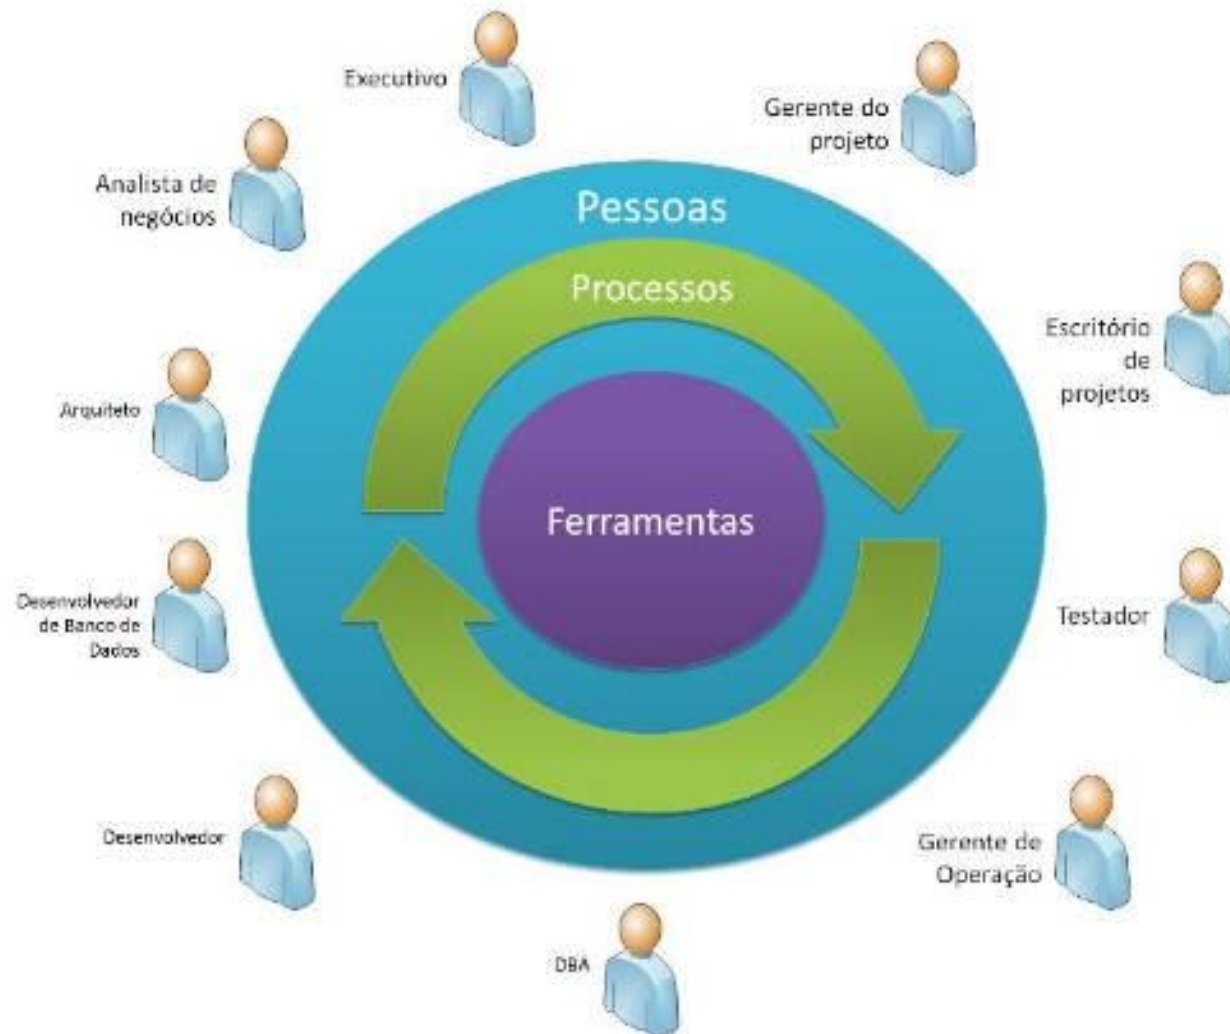 Executivo
Gerente do
projeto
Analista de
negócios
Pessoas
Processos
Escritório
de
projetos
Arquiteto
Ferramentas
Desenvolvedor
de Banco de
Dados
Testador
Desenvolvedor
Gerente de
Operação
DBA